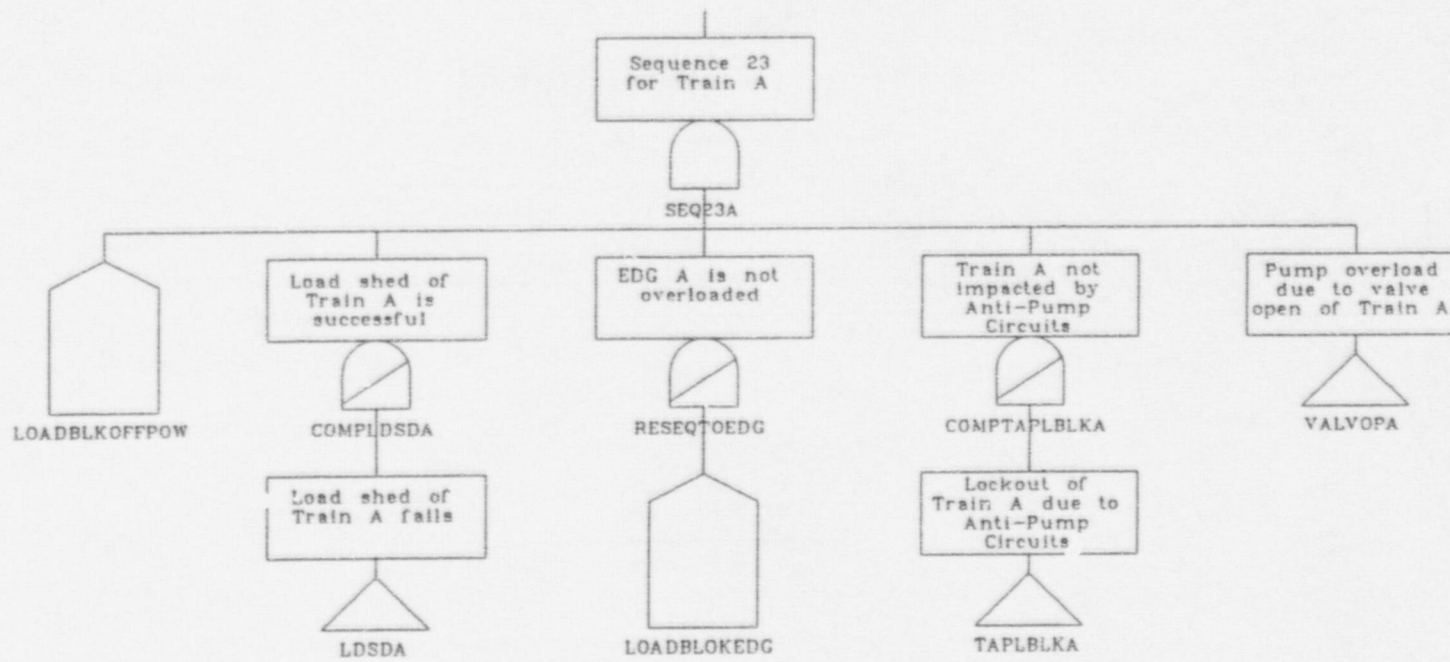 Sequence 23
for Train A
SEQ23A
Load shed of
Train A is
successful
EDG A is not
overloaded
Train A not
impacted by
Anti-Pump
Circuits
Pump overload
due to valve
open of Train A
LOADBLKOFFPOW
COMPLDSDA
RESEQTOEDG
COMPTAPLBLKA
VALVOPA
Load shed of
Train A fails
Lockout of
Train A due to
Anti-Pump
Circuits
LDSDA
LOADBLOKEDG
TAPLBLKA